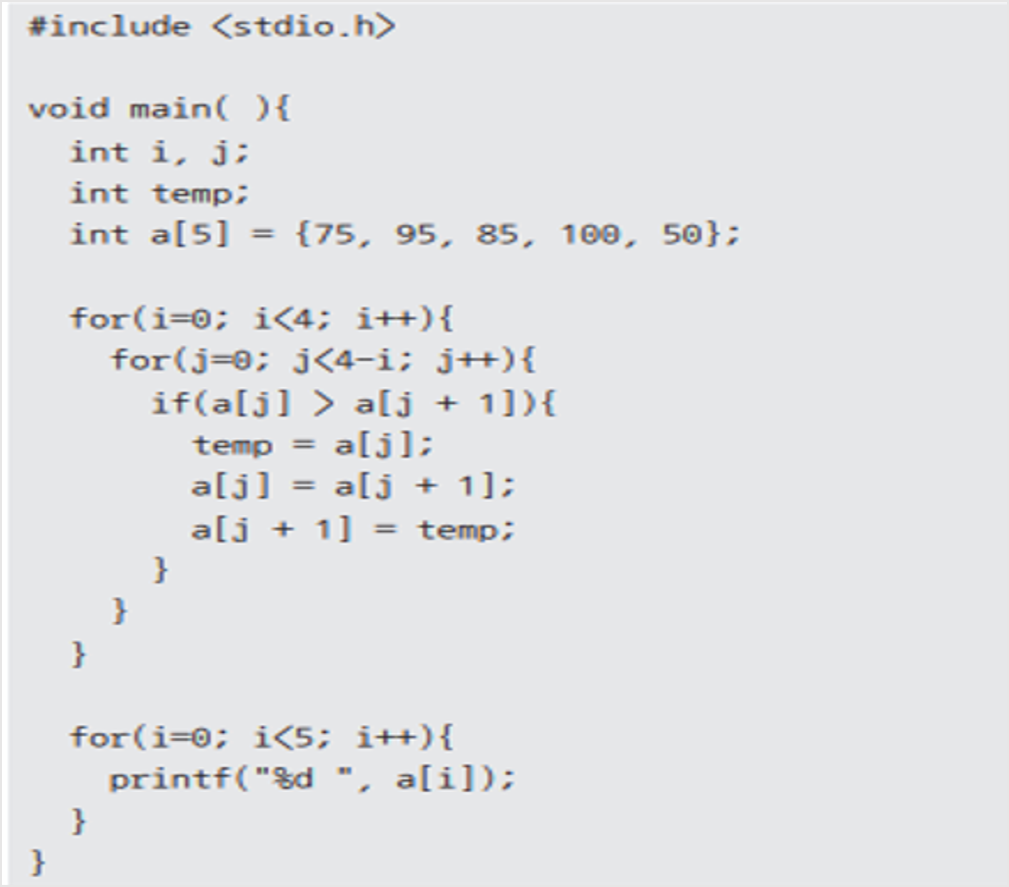 #include <stdio.h>
void main( ){
int i, j;
int temp;
int a[5] = {75, 95, 85, 100, 50};
for(i=0; i<4; i++){
for(j=0; j<4-i; j++){
if(a[j] > a[j + 1]){
temp = a[j];
a[j] = a[j + 1];
a[j + 1] = temp;
}
}
}
for(i=0; i<5; i++){
printf("%d ", a[i]);
}
}